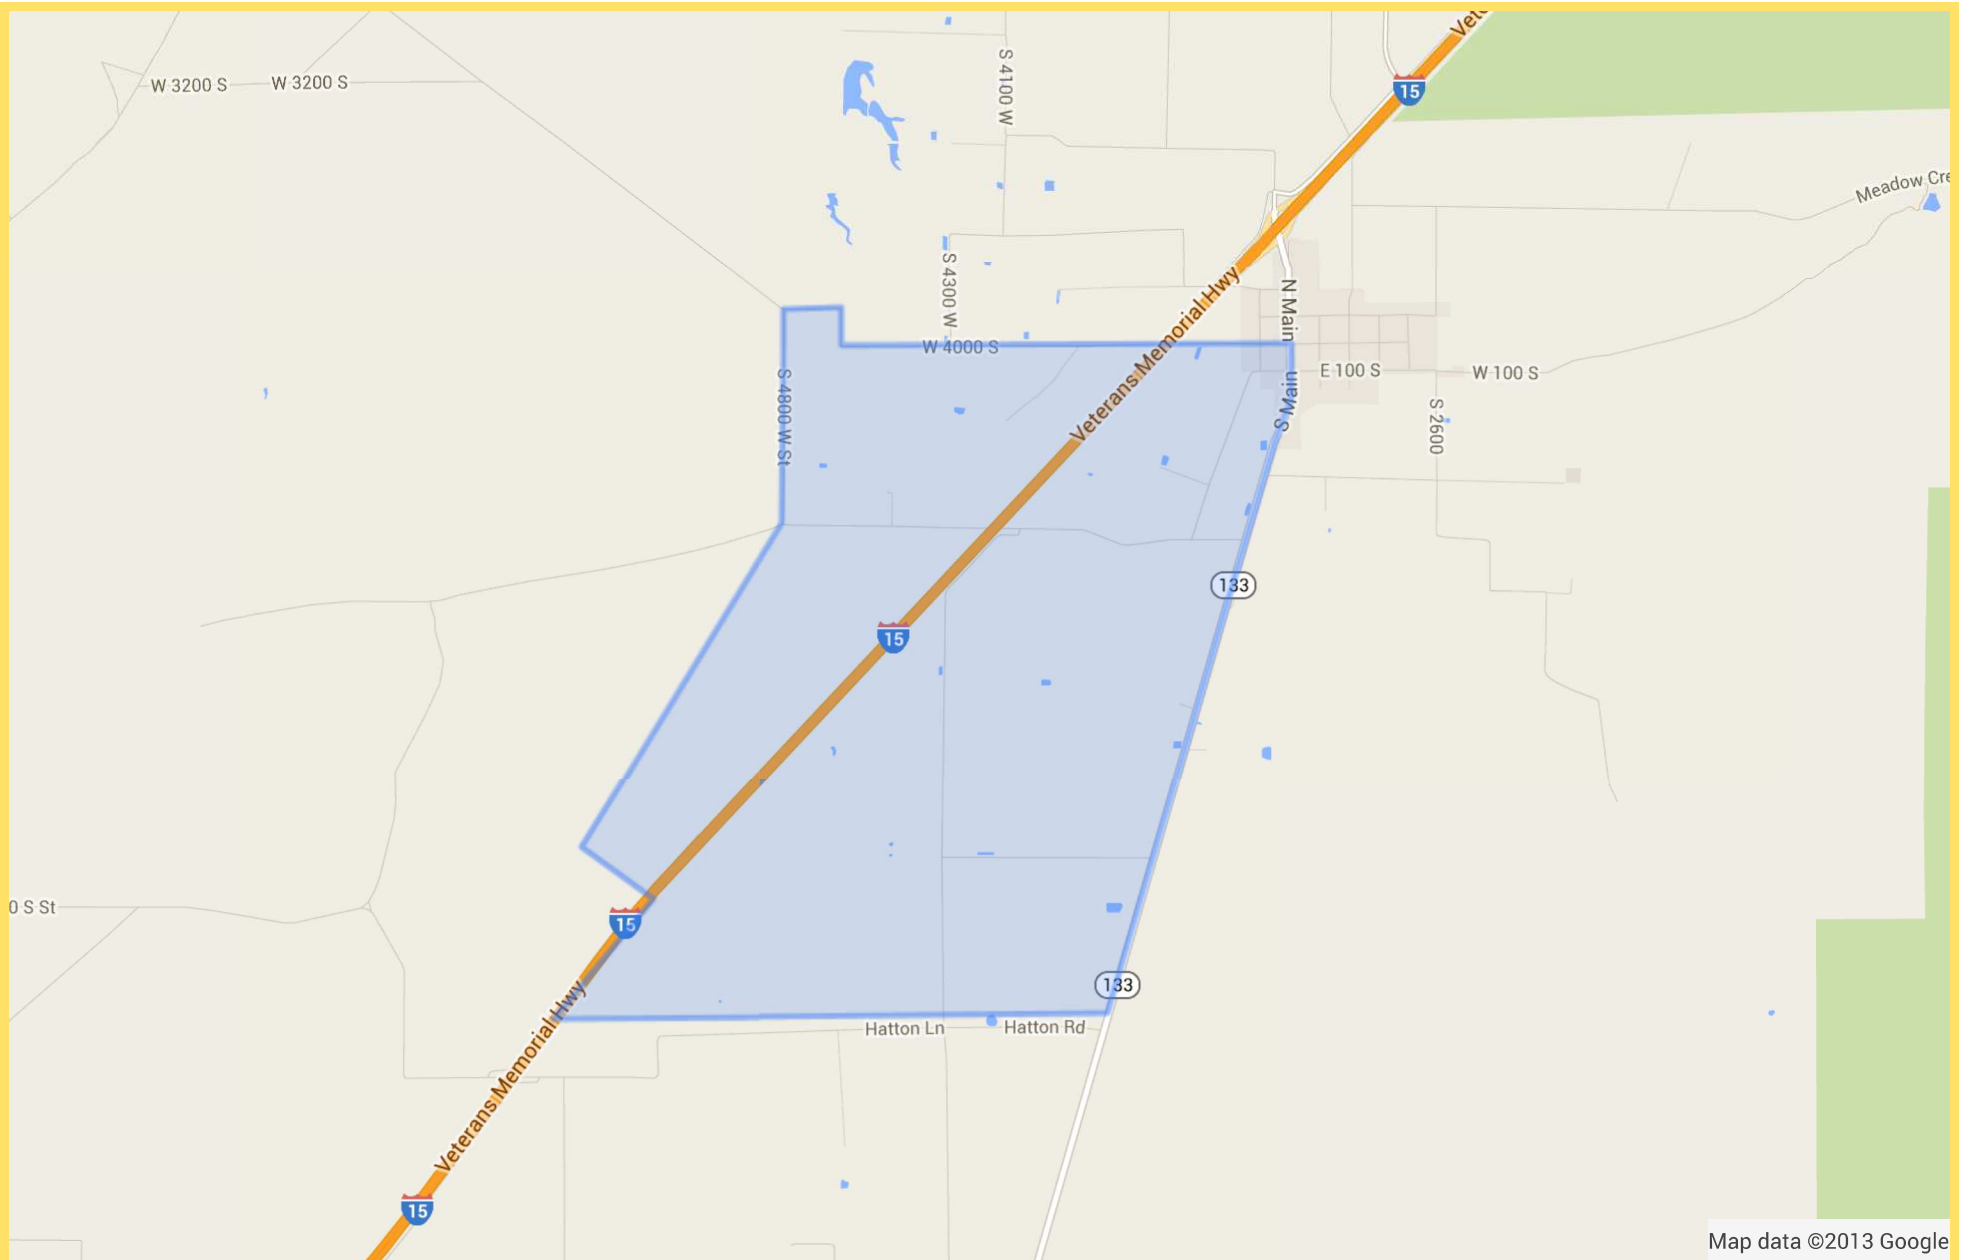 Vete
15
S 4100 W
W 3200 S
W 3200 S
Meadow Cre
S 4300 W
N Main
Veterans Memorial Hwy
W 4000 S
E 100 S
W 100 S
S 4800 W St
S Main
S 2600
133
15
0 S St
15
133
Hatton Ln
Hatton Rd
Veterans Memorial Hwy
15
Map data ©2013 Google